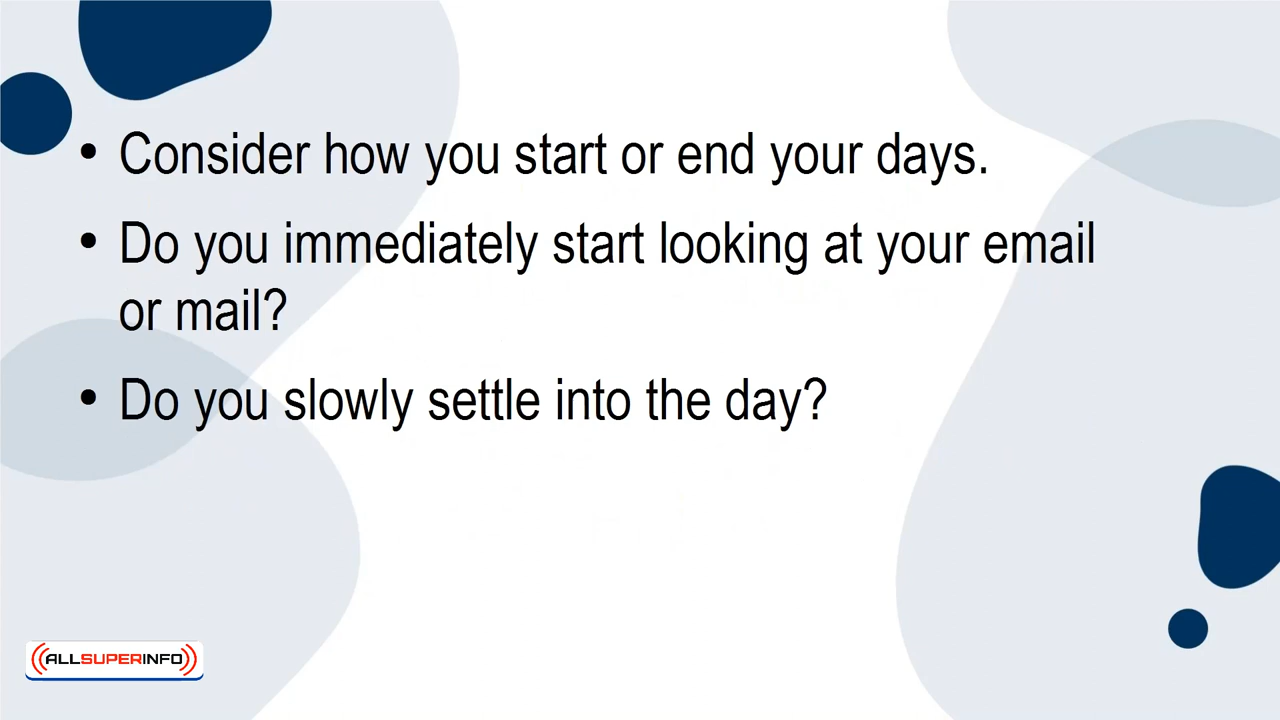 • Consider how you start or end your days.
• Do you immediately start looking at your email
or mail?
• Do you slowly settle into the day?
ALLSUPERINFO